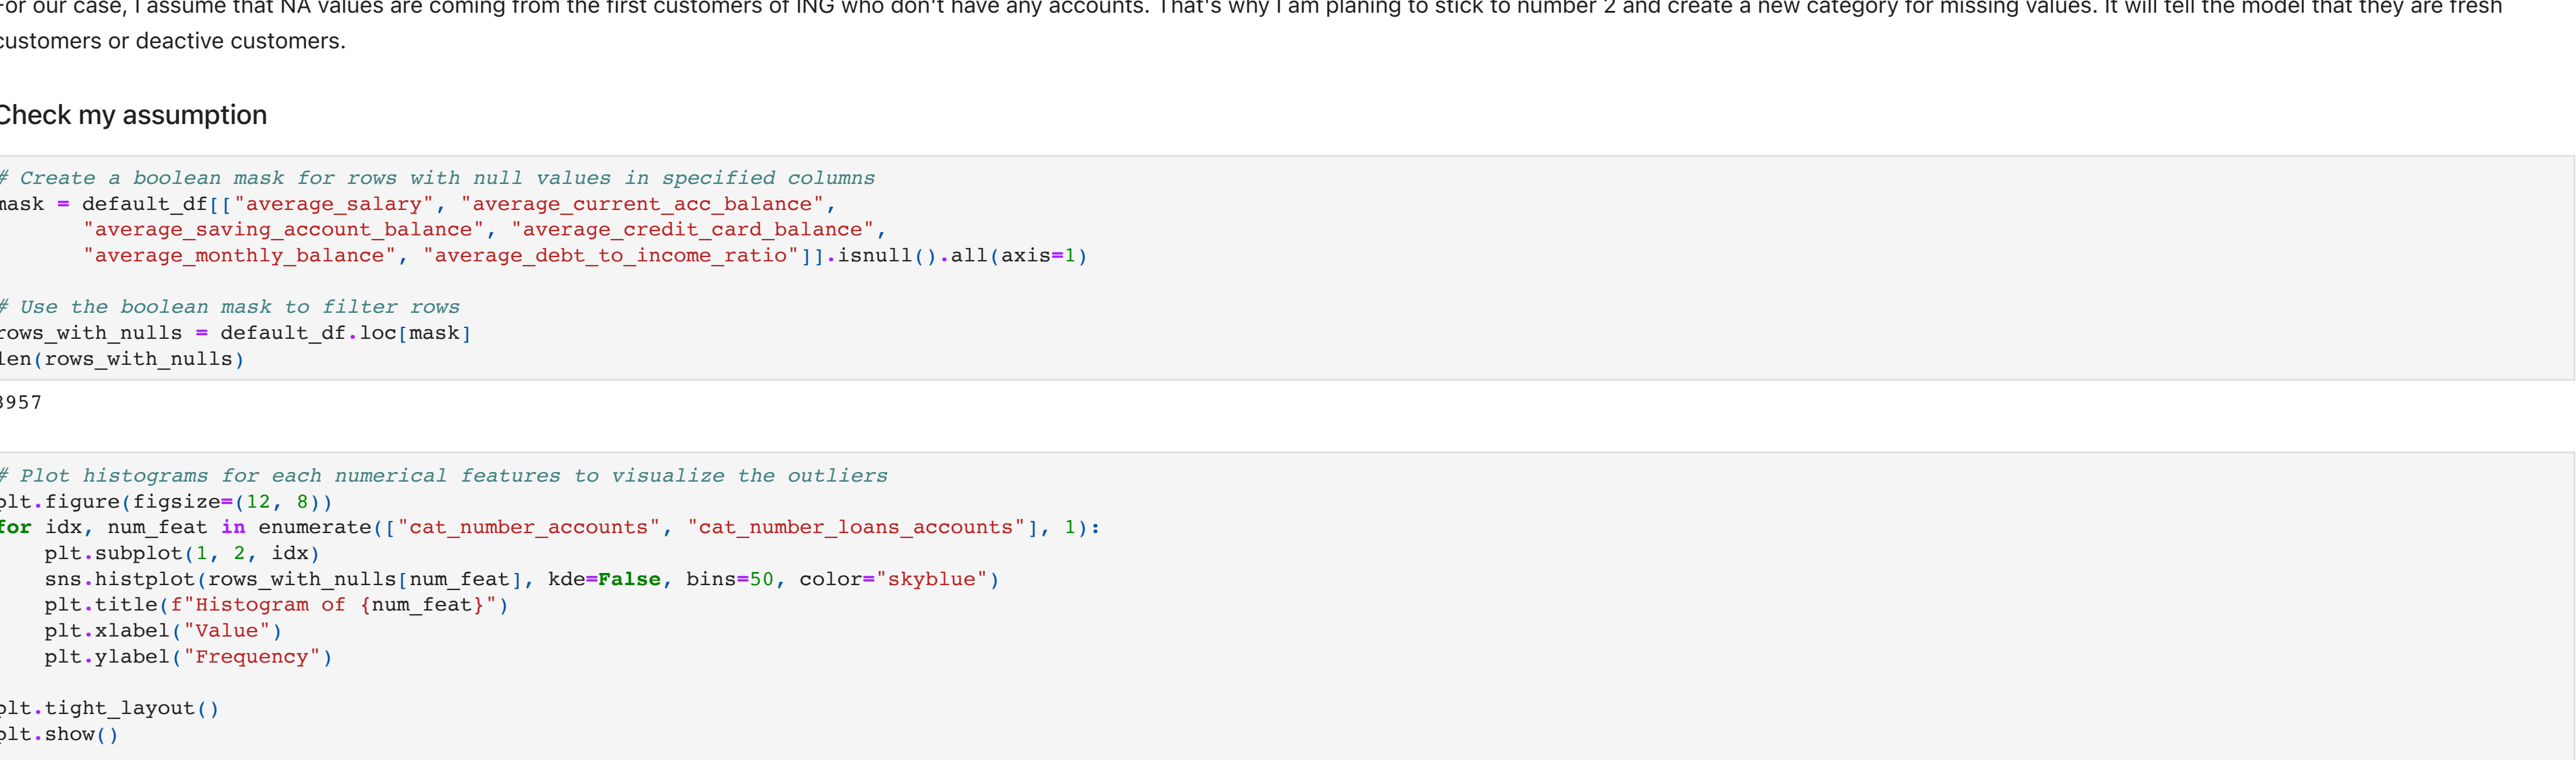 For our case, I assume that NA values are coming from the first customers of ING who don't have any accounts. That's why I am planing to stick to number 2 and create a new category for missing values. It will tell the model that they are fresh
customers or deactive customers.
Check my assumption
# Create a boolean mask for rows with null values in specified columns
mask = default_df[["average_salary", "average_current_acc_balance",
"average_saving_account_balance", "average_credit_card_balance",
"average_monthly_balance", "average_debt_to_income_ratio"]].isnull().all(axis=1)
# Use the boolean mask to filter rows
rows_with_nulls = default_df.loc[mask]
len(rows_with_nulls)
3957
# Plot histograms for each numerical features to visualize the outliers
plt.figure(figsize=(12, 8))
for idx, num_feat in enumerate(["cat_number_accounts", "cat_number_loans_accounts"], 1):
plt.subplot(1, 2, idx)
sns.histplot(rows_with_nulls[num_feat], kde=False, bins=50, color="skyblue")
plt.title(f"Histogram of {num_feat}")
plt.xlabel("Value")
plt.ylabel("Frequency")
plt.tight_layout()
plt.show()